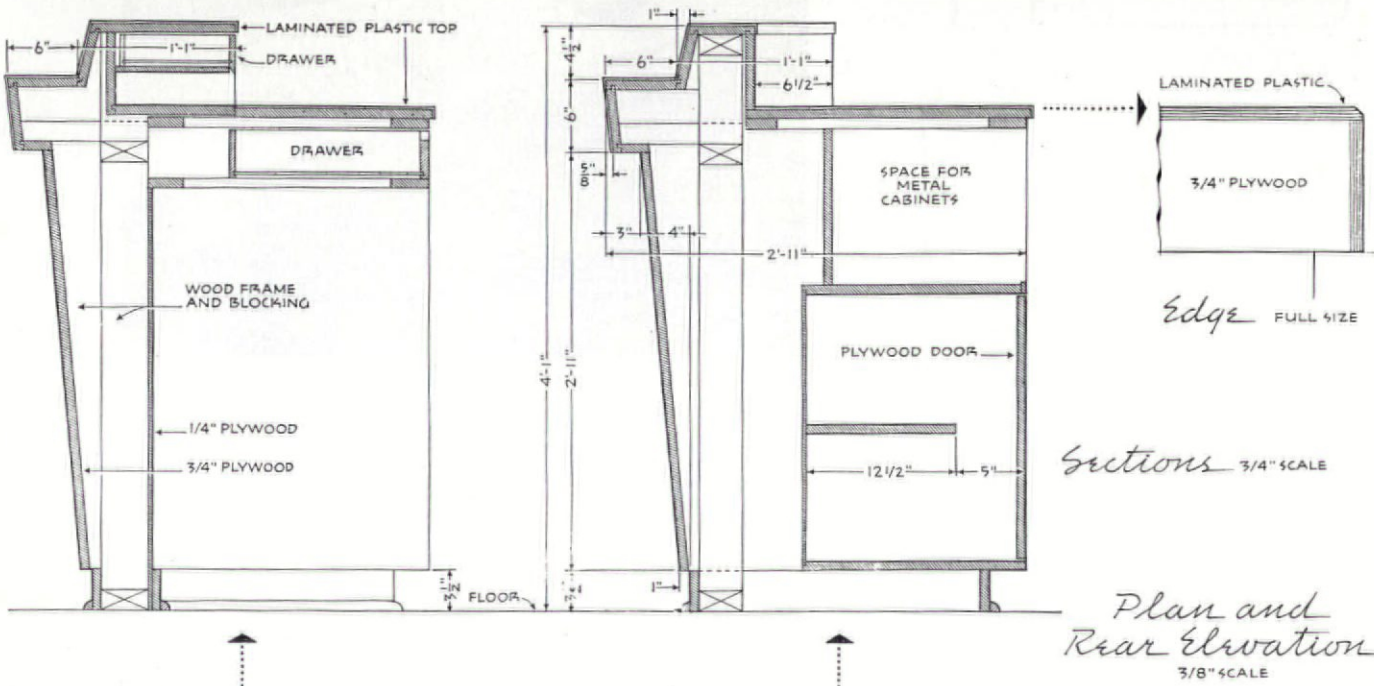 LAMINATED PLASTIC TOP
DRAWER
6"
1'-1"
DRAWER
WOOD FRAME
AND BLOCKING
1/4" PLYWOOD
3/4" PLYWOOD
3 1/2"
FLOOR
1"
4 1/2"
6"
1'-1"
6 1/2"
6"
5/8"
3"
4"
2'-11"
4'-1"
2'-11"
3 1/2"
1"
SPACE FOR
METAL
CABINETS
PLYWOOD DOOR
12 1/2"
5"
LAMINATED PLASTIC
3/4" PLYWOOD
Edge FULL SIZE
Sections 3/4" SCALE
Plan and
Rear Elevation
3/8" SCALE